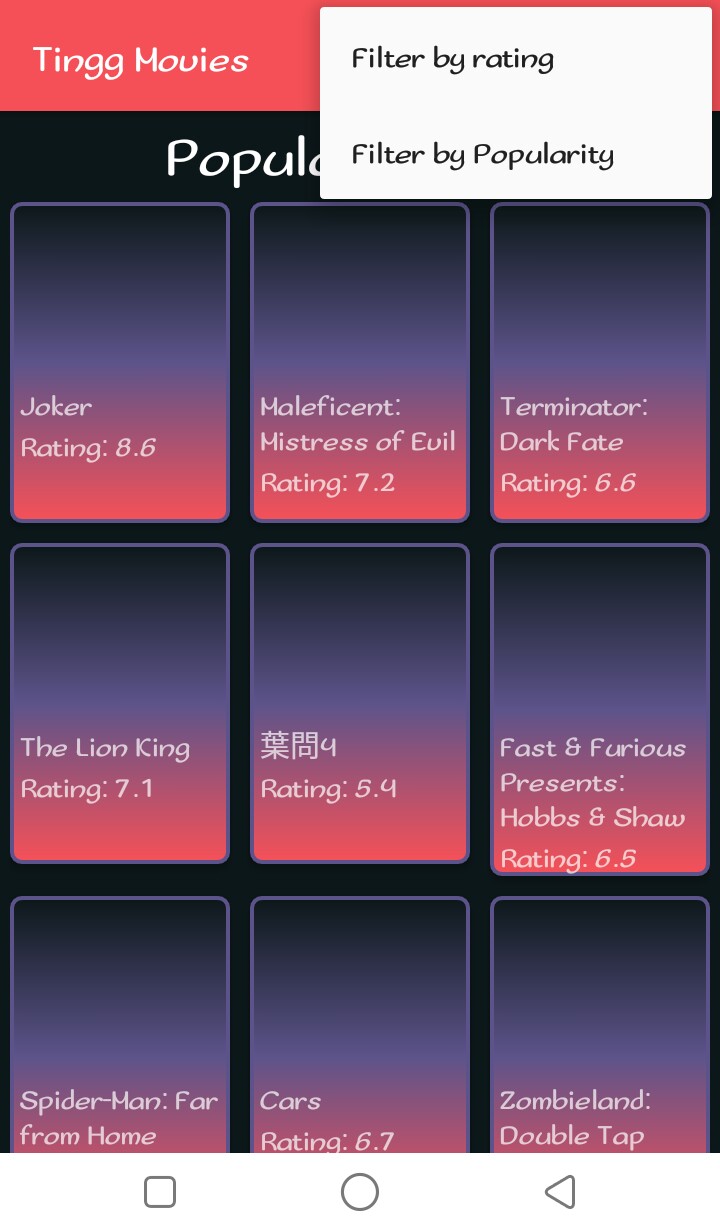 Tingg Movies
Filter by rating
Filter by Popularity
Joker
Rating: 8.6
Maleficent:
Mistress of Evil
Rating: 7.2
Terminator:
Dark Fate
Rating: 6.6
The Lion King
Rating: 7.1
葉問4
Rating: 5.4
Fast & Furious
Presents:
Hobbs & Shaw
Rating: 6.5
Spider-Man: Far
from Home
Cars
Rating: 6.7
Zombieland:
Double Tap